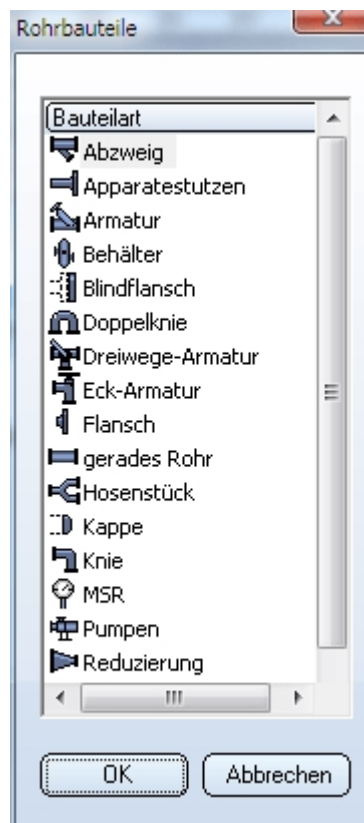 Rohrbauteile
Bauteilart
Abzweig
Apparatestutzen
Armatur
Behälter
Blindflansch
Doppelknie
Dreiwege-Armatur
Eck-Armatur
Flansch
gerades Rohr
Hosenstück
Kappe
Knie
MSR
Pumpen
Reduzierung
OK
Abbrechen